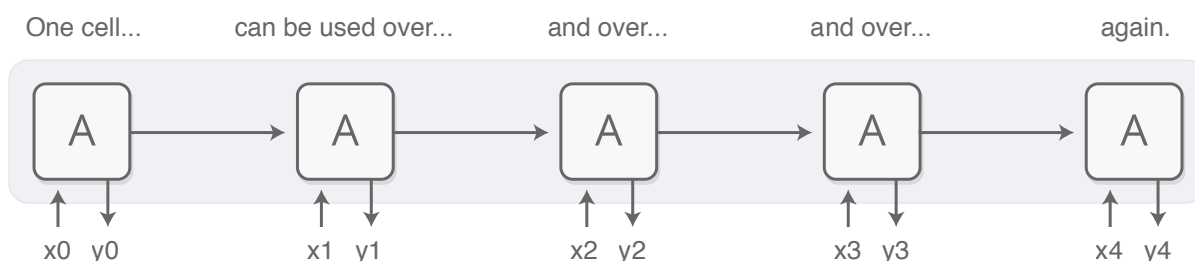 One cell... can be used over... and over... and over... again.
A A A A A
x0 y0 x1 y1 x2 y2 x3 y3 x4 y4